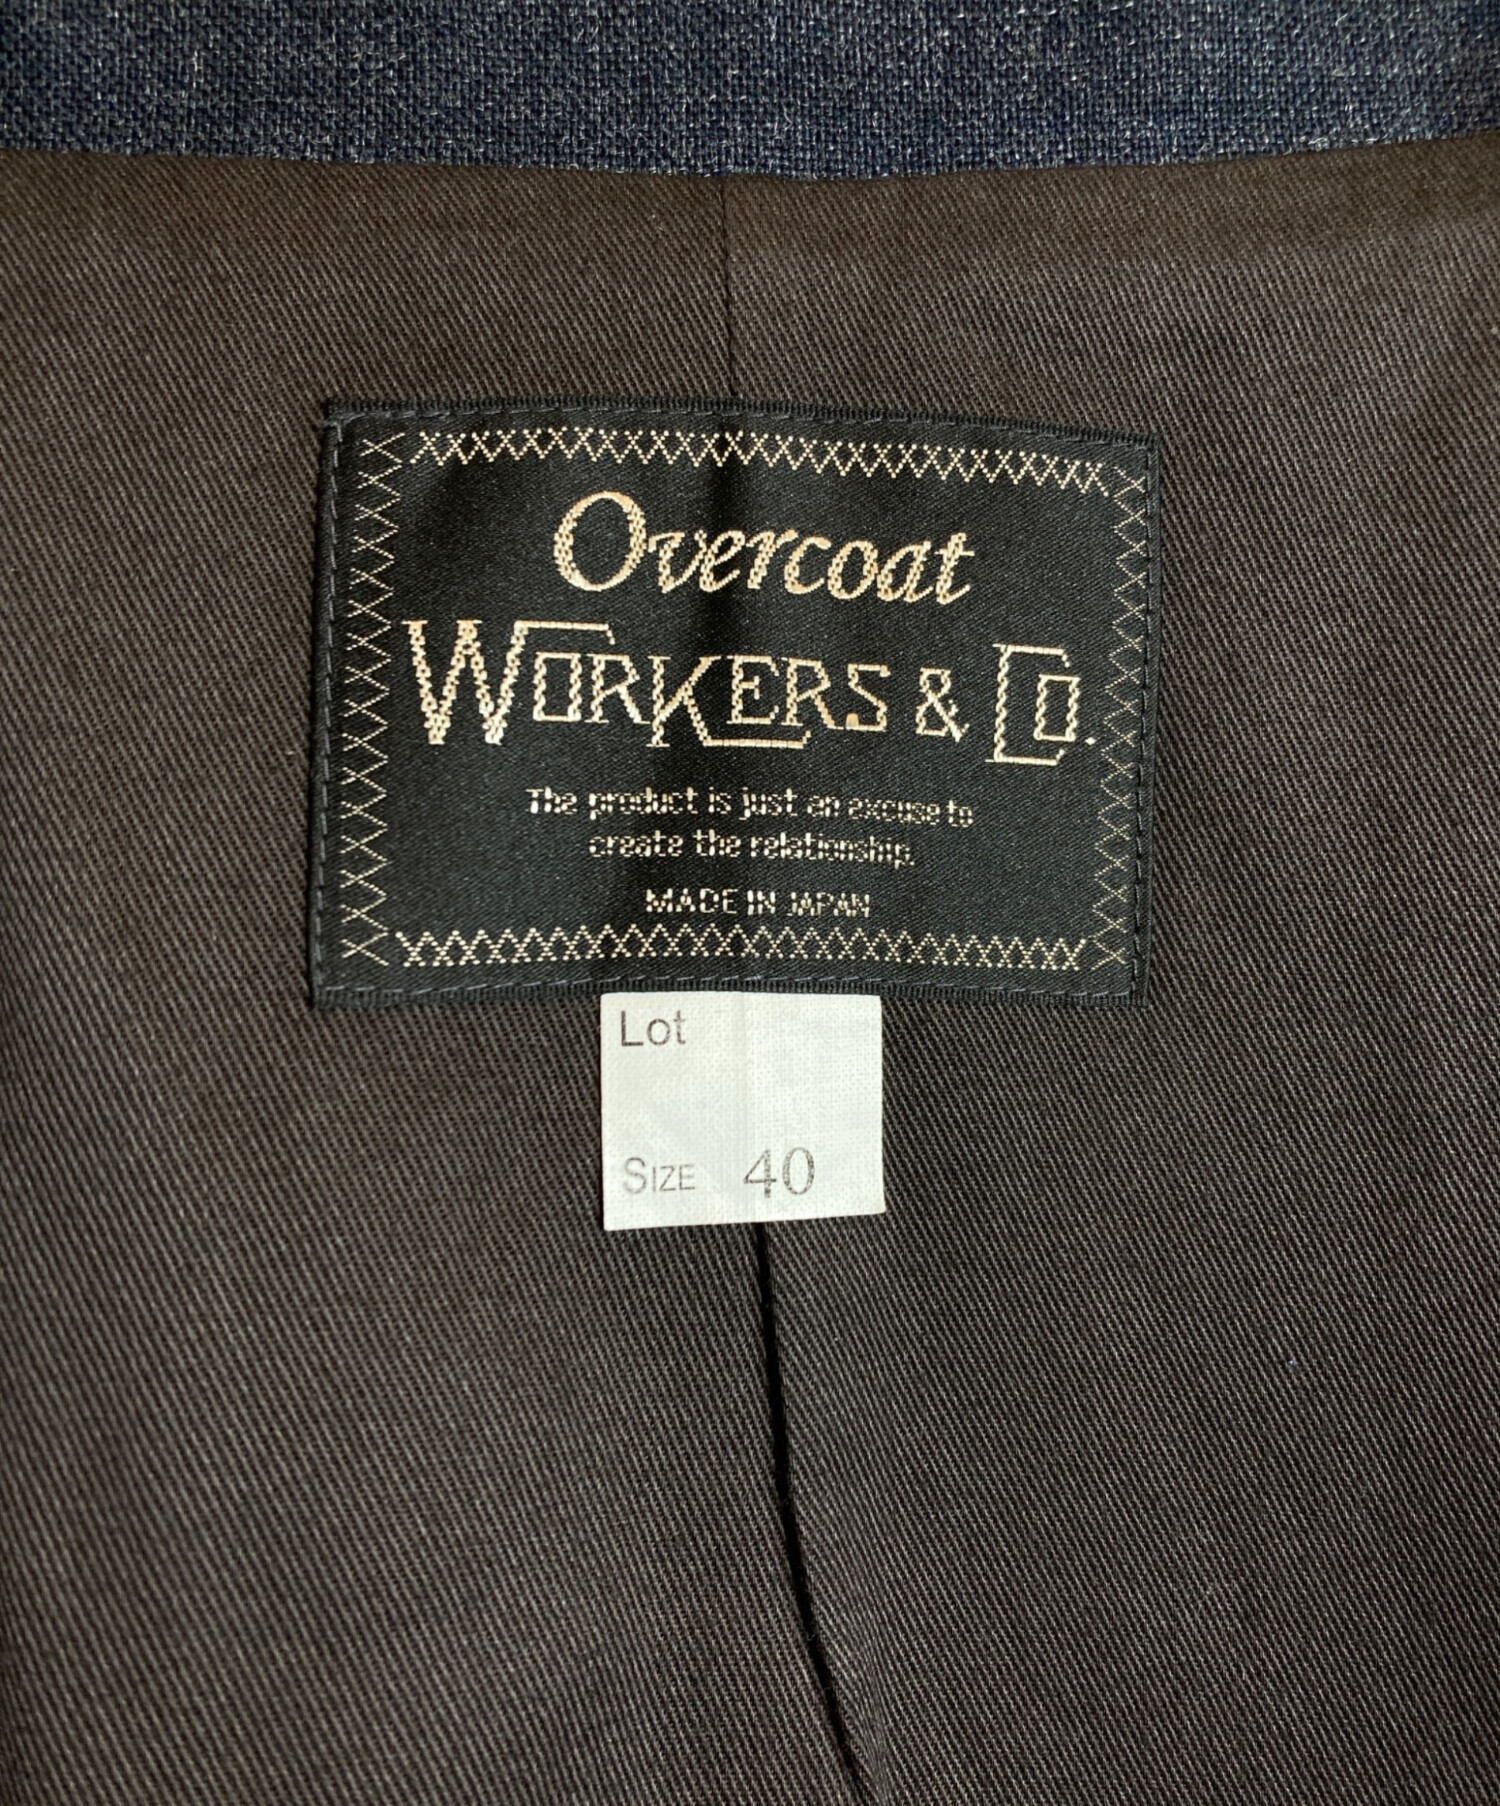 Overcoat
WORKERS & Co.
The product is just an excuse to
create the relationship.
MADE IN JAPAN
Lot
SIZE 40